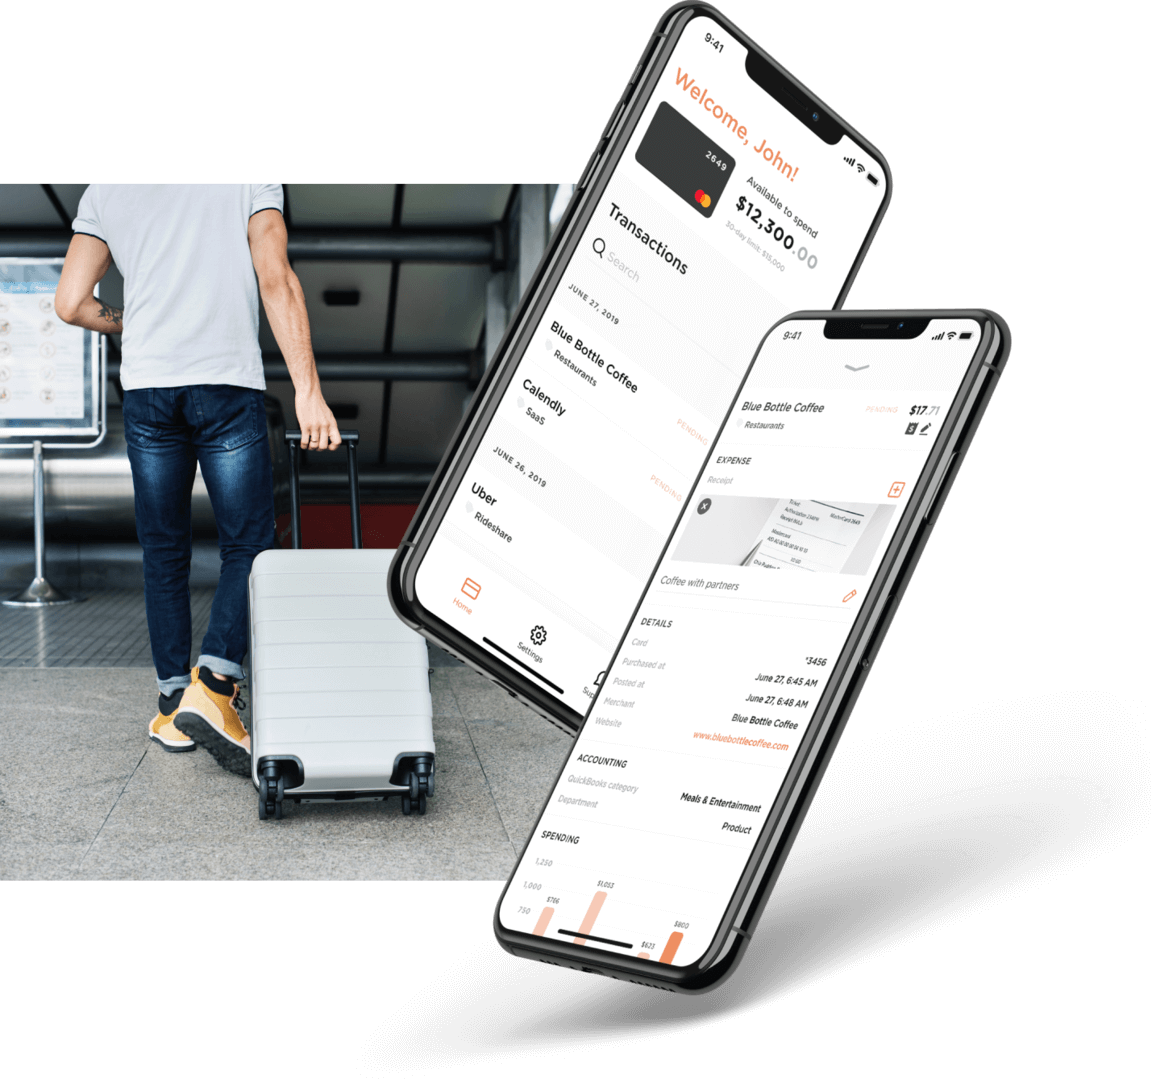 9:41
Welcome, John!
2649
Available to spend
$12,300.00
30-day limit: $15,000
Transactions
Search
JUNE 27, 2019
Blue Bottle Coffee
Restaurants
PENDING
Calendly
SaaS
PENDING
JUNE 26, 2019
Uber
Rideshare
Home
Settings
Sup
9:41
Blue Bottle Coffee
PENDING
$17.71
Restaurants
EXPENSE
Receipt
Coffee with partners
DETAILS
Card
*3456
Purchased at
June 27, 6:45 AM
Posted at
June 27, 6:48 AM
Merchant
Blue Bottle Coffee
Website
www.bluebottlecoffee.com
ACCOUNTING
QuickBooks category
Meals & Entertainment
Department
Product
SPENDING
1,250
1,000
750
$706
$1,053
$623
$800